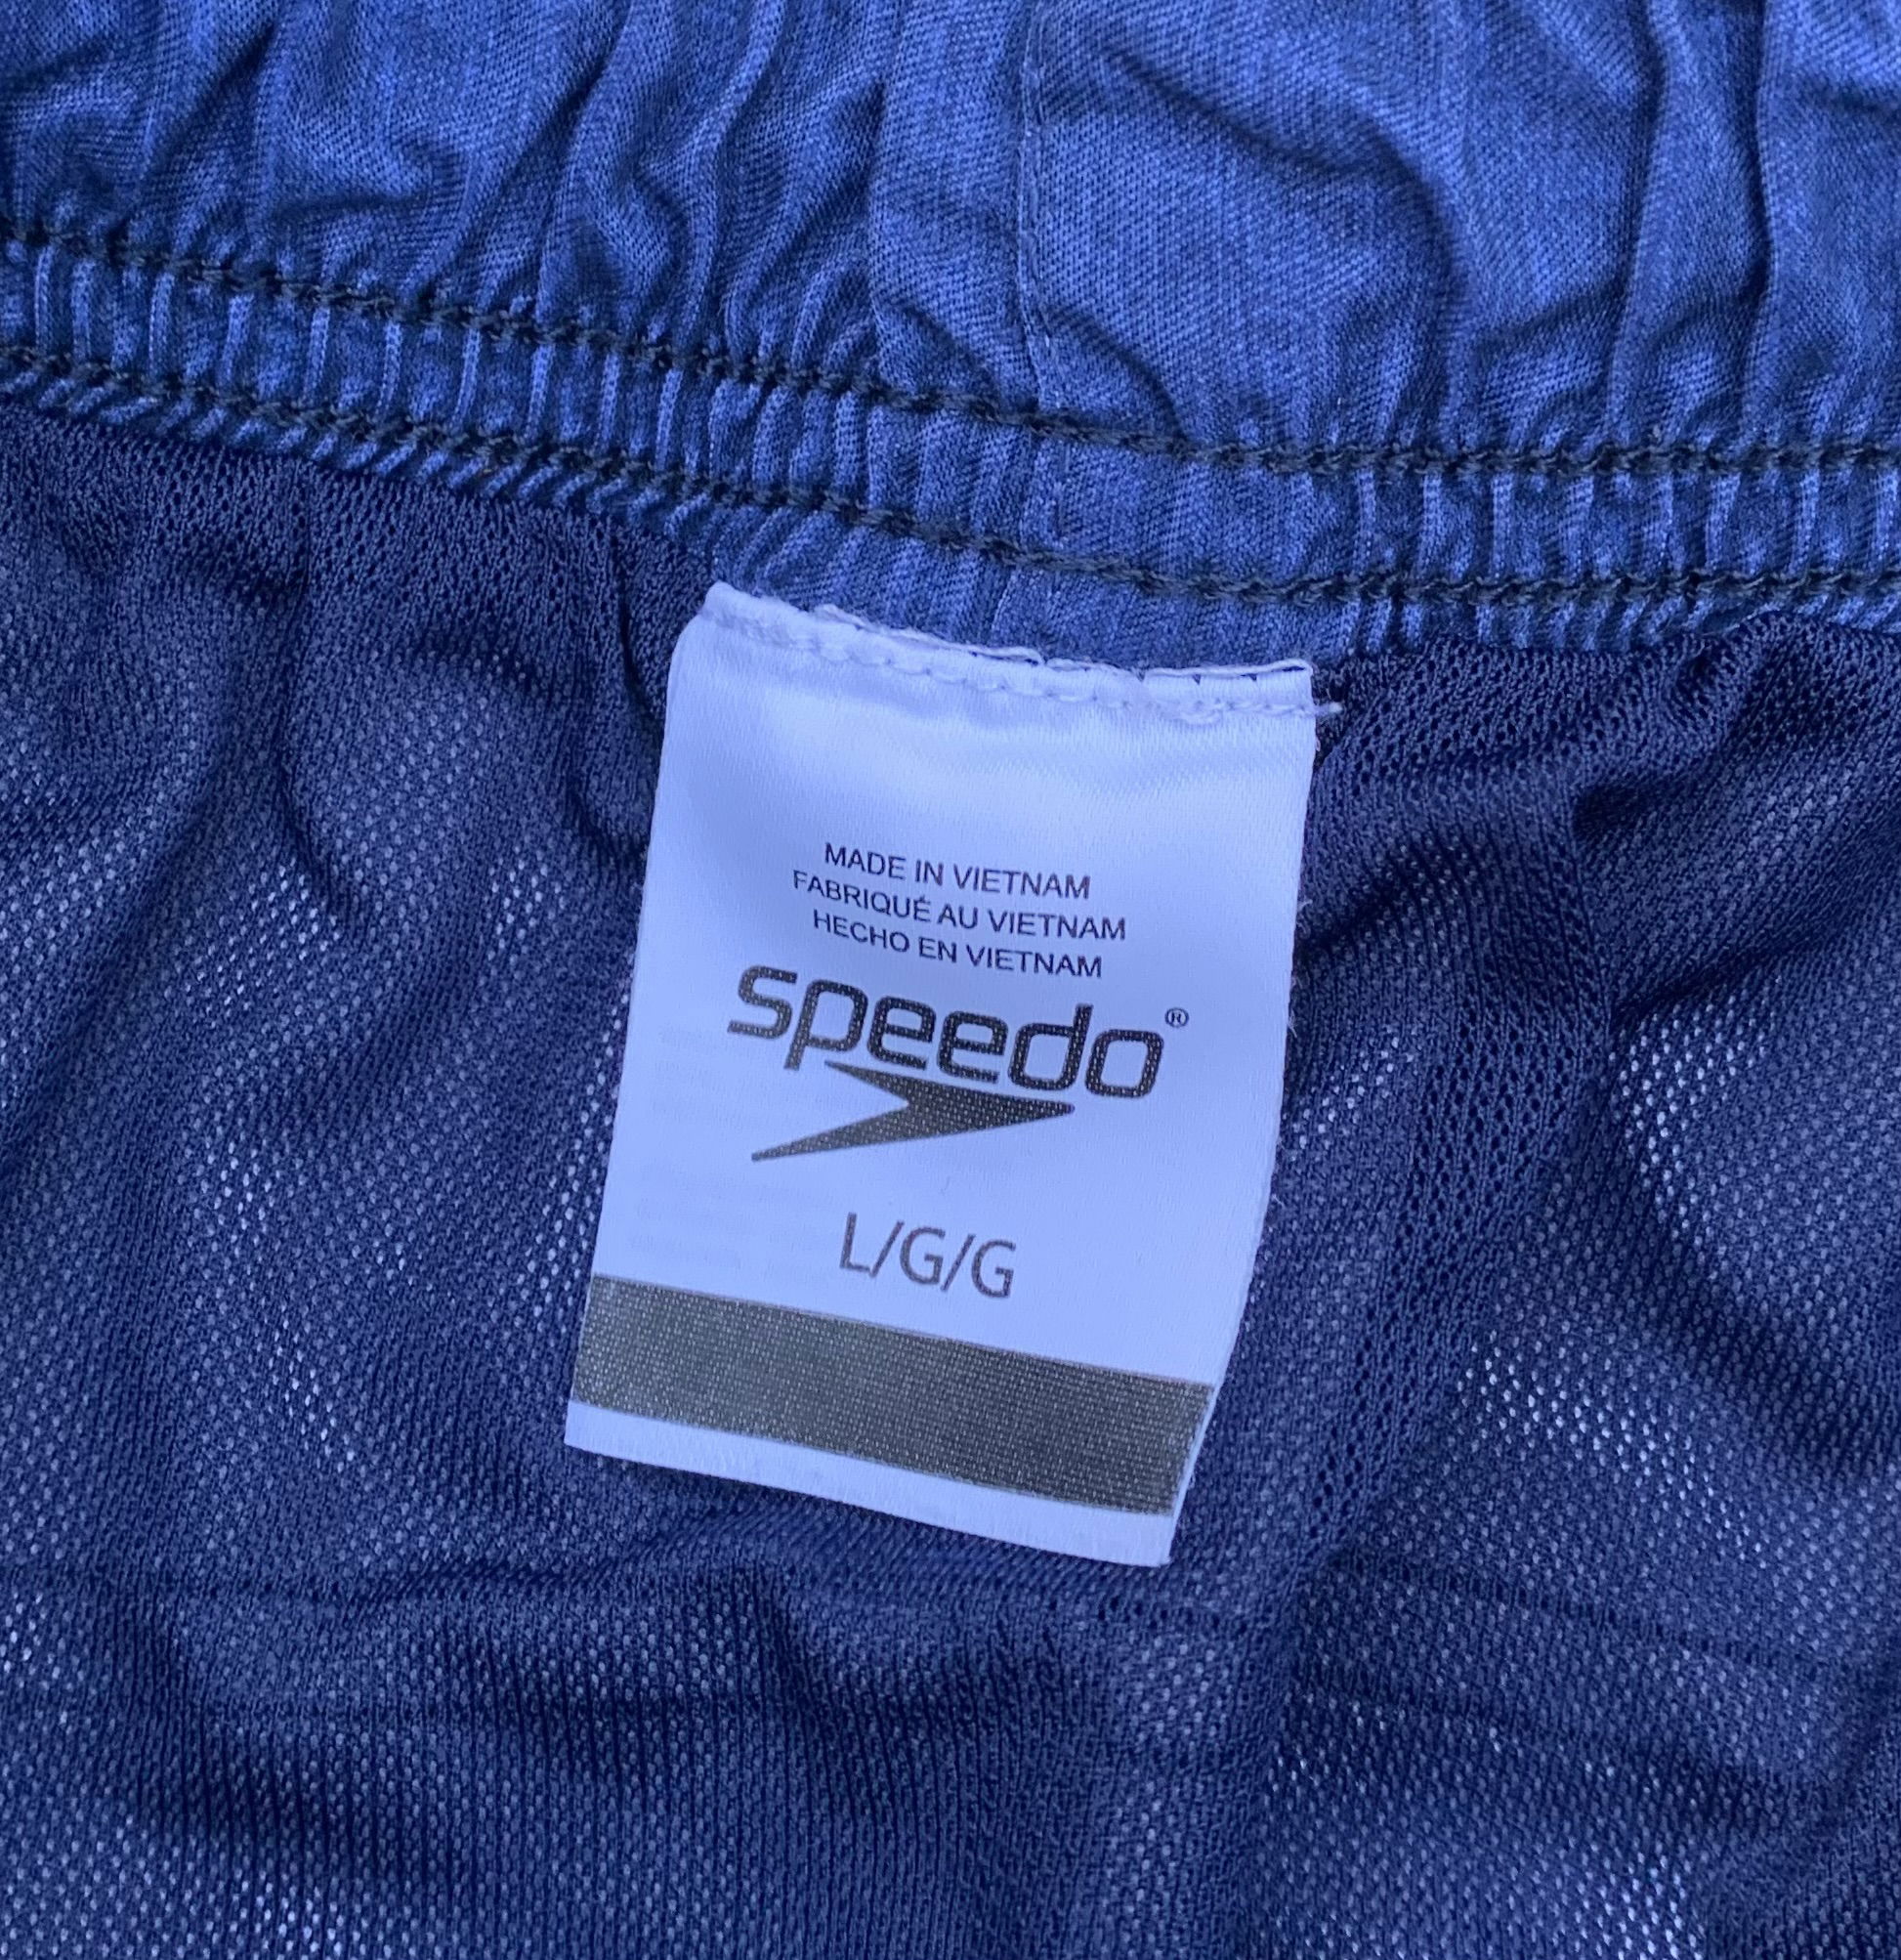 MADE IN VIETNAM
FABRIQUÉ AU VIETNAM
HECHO EN VIETNAM
speedo®
L/G/G